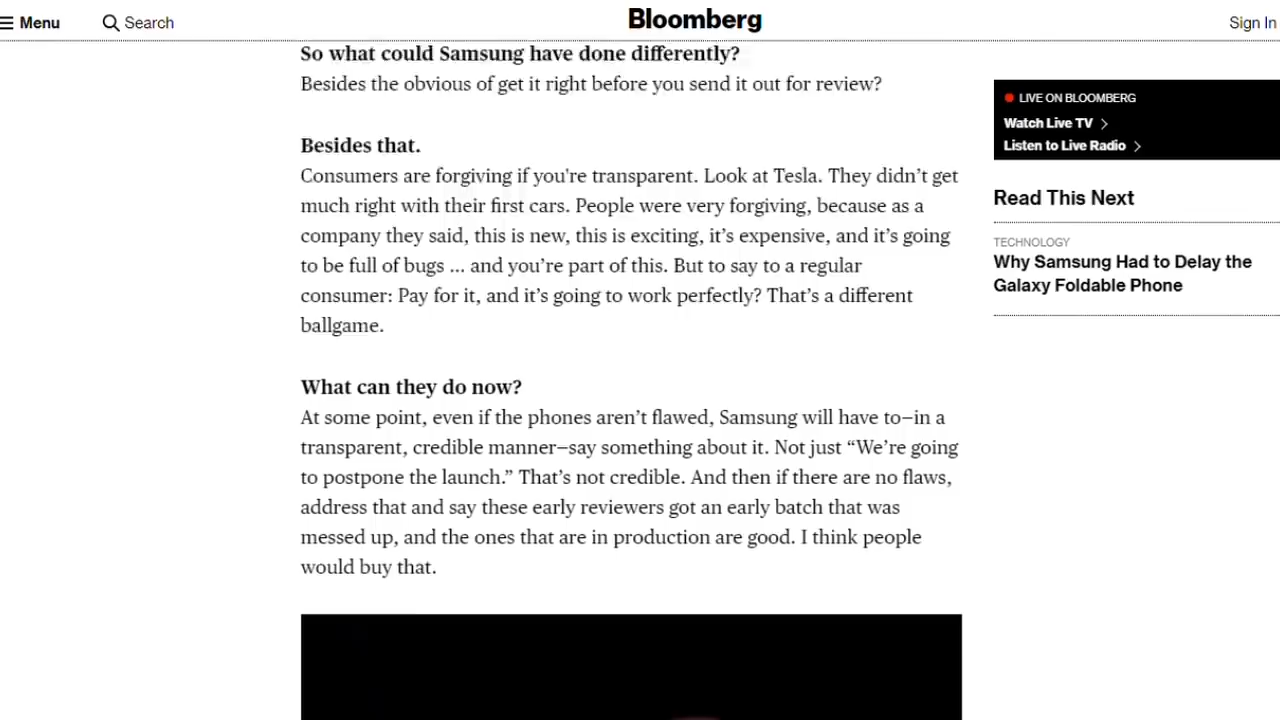 Menu
Search
Bloomberg
Sign In
So what could Samsung have done differently?
Besides the obvious of get it right before you send it out for review?
Besides that.
Consumers are forgiving if you're transparent. Look at Tesla. They didn’t get
much right with their first cars. People were very forgiving, because as a
company they said, this is new, this is exciting, it’s expensive, and it’s going
to be full of bugs ... and you’re part of this. But to say to a regular
consumer: Pay for it, and it’s going to work perfectly? That’s a different
ballgame.
What can they do now?
At some point, even if the phones aren’t flawed, Samsung will have to—in a
transparent, credible manner—say something about it. Not just “We’re going
to postpone the launch.” That’s not credible. And then if there are no flaws,
address that and say these early reviewers got an early batch that was
messed up, and the ones that are in production are good. I think people
would buy that.
LIVE ON BLOOMBERG
Watch Live TV
Listen to Live Radio
Read This Next
TECHNOLOGY
Why Samsung Had to Delay the
Galaxy Foldable Phone